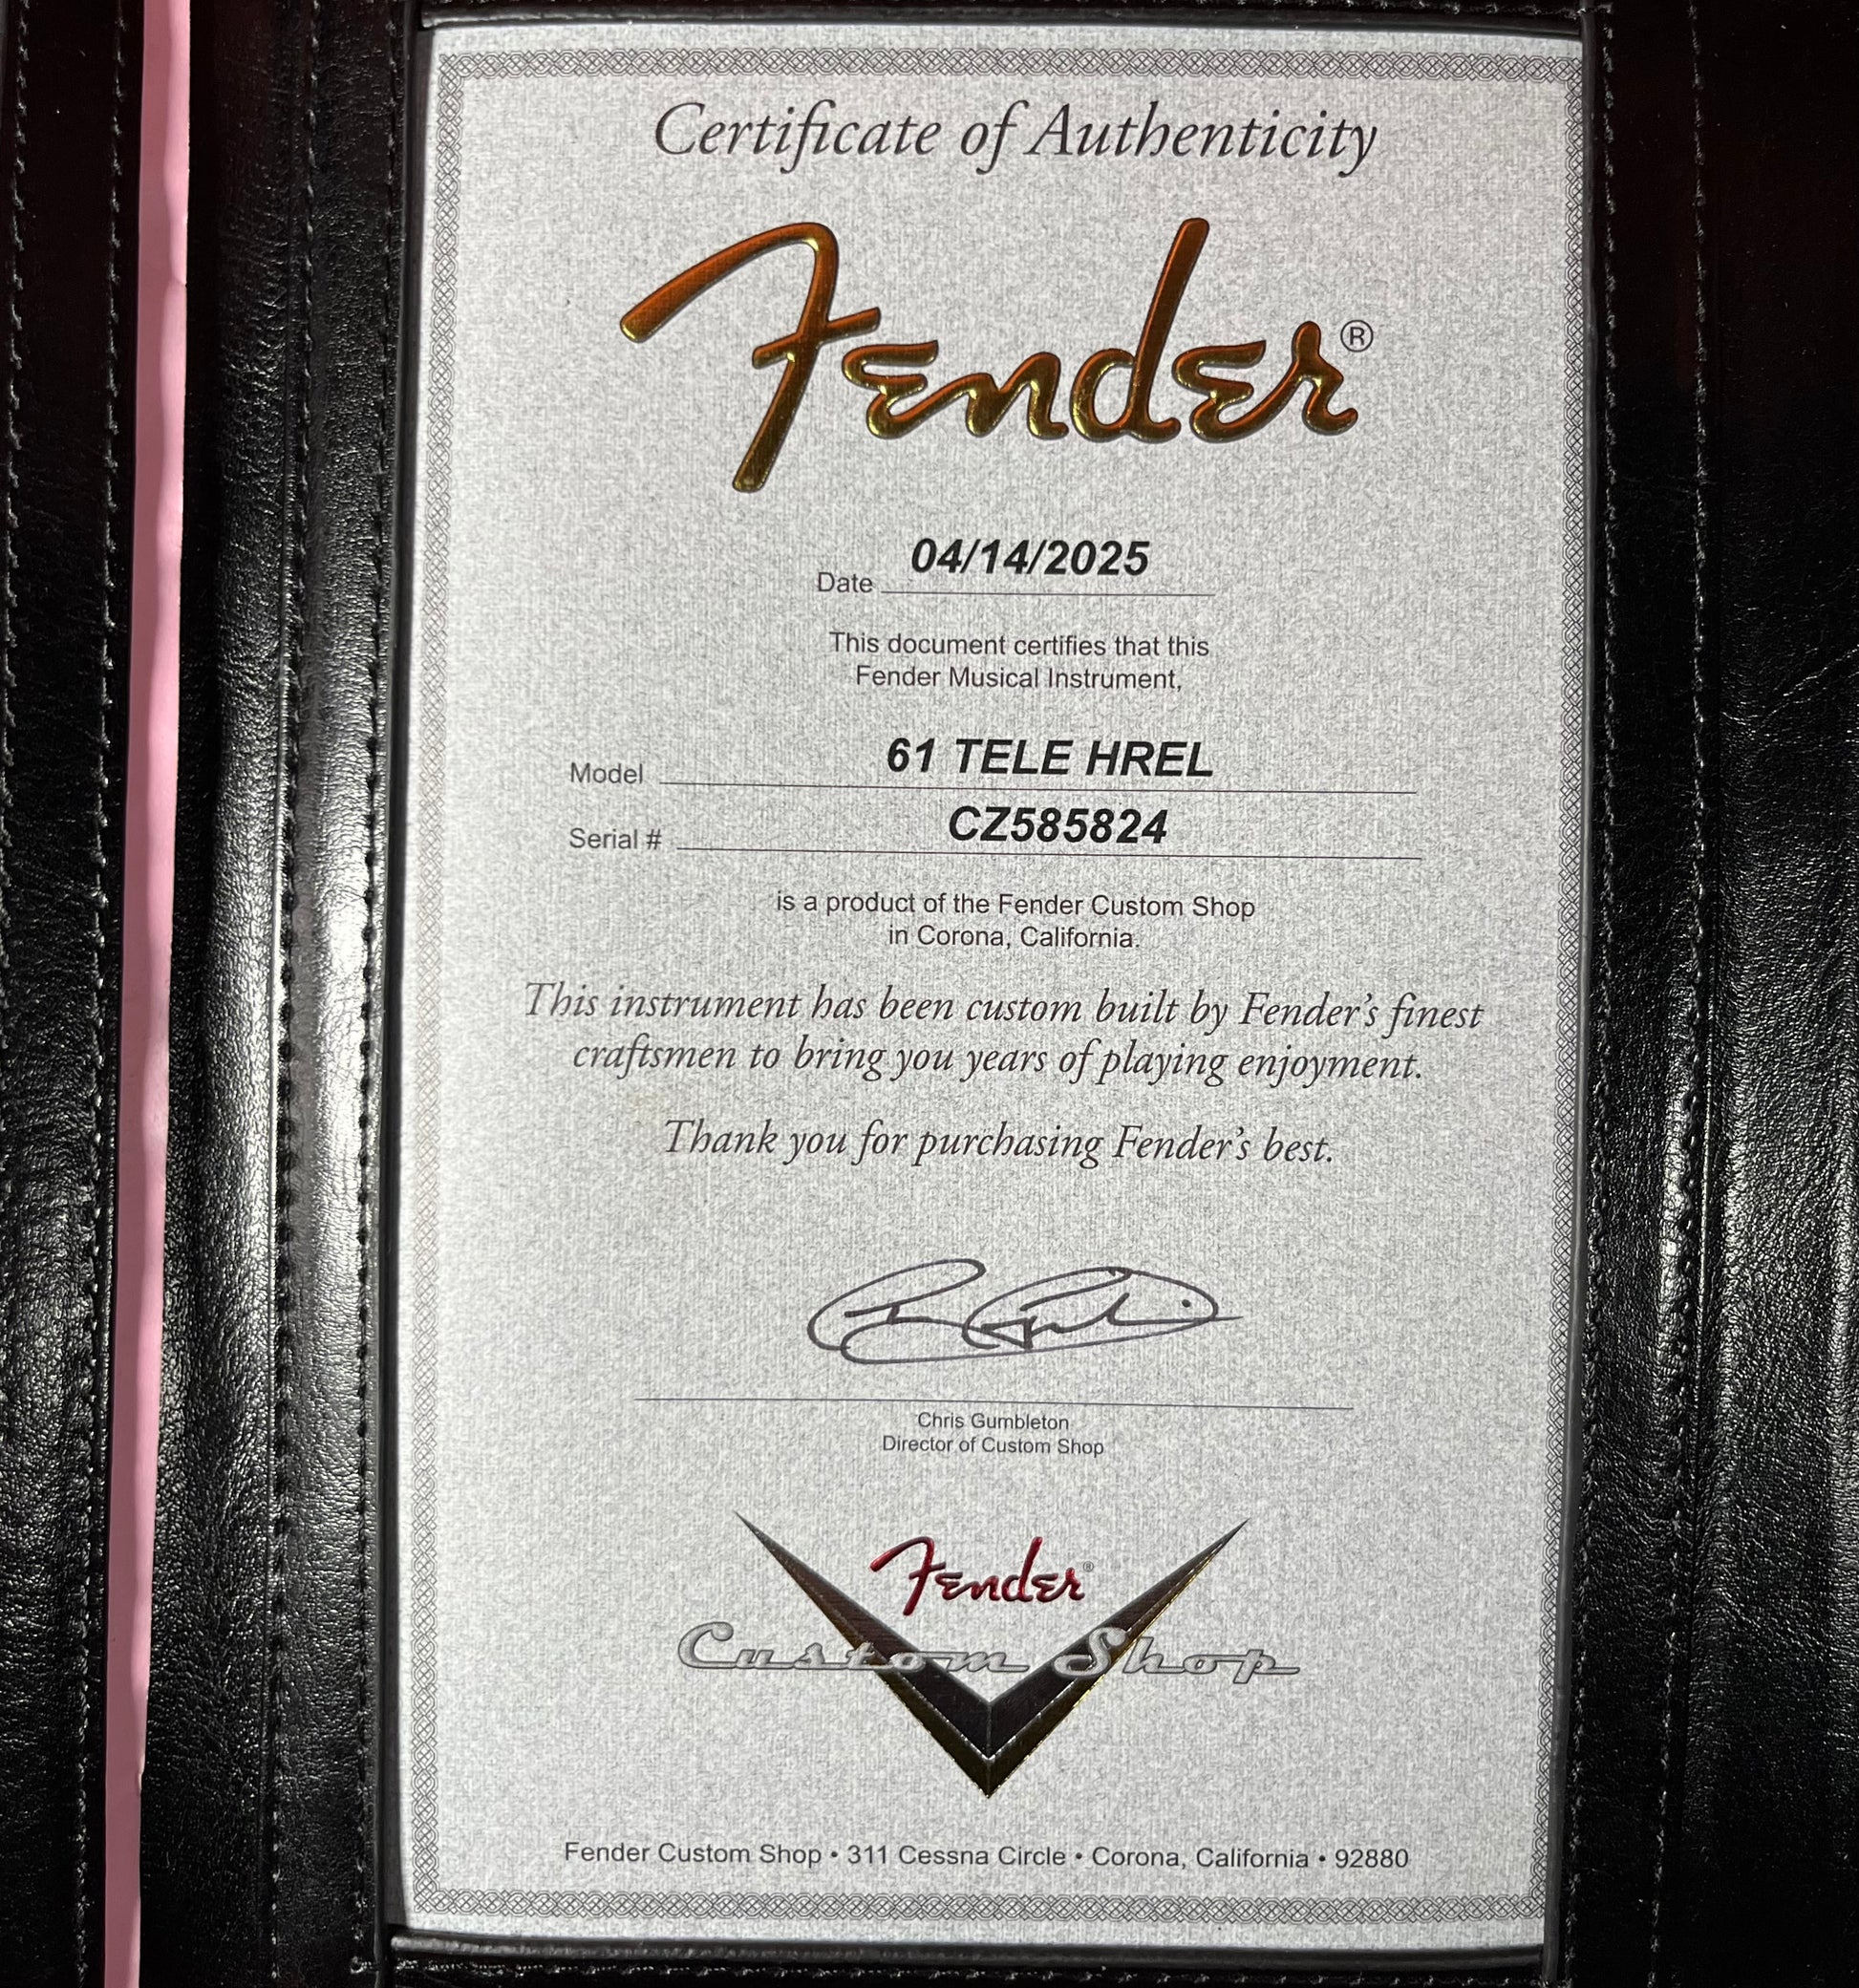 Certificate of Authenticity
Fender®
Date 04/14/2025
This document certifies that this
Fender Musical Instrument,
Model 61 TELE HREL
Serial # CZ585824
is a product of the Fender Custom Shop
in Corona, California.
This instrument has been custom built by Fender's finest
craftsmen to bring you years of playing enjoyment.
Thank you for purchasing Fender's best.
Chris Gumbleton
Director of Custom Shop
Fender®
Custom Shop
Fender Custom Shop • 311 Cessna Circle • Corona, California • 92880